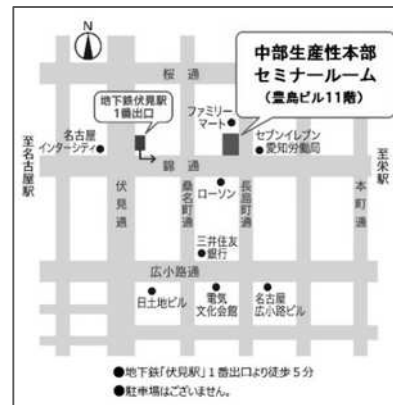 N
中部生産性本部
セミナールーム
（豊島ビル11階）
桜 通
地下鉄伏見駅
1番出口
ファミリー
マート●
名古屋
インターシティ●
セブンイレブン
●愛知労働局
至名古屋駅
至栄駅
錦 通
ローソン
伏見通
桑名町通
長島町通
本町通
三井住友
●銀行
広小路通
日土地ビル
電気
文化会館
名古屋
広小路ビル
●地下鉄「伏見駅」1番出口より徒歩5分
●駐車場はございません。